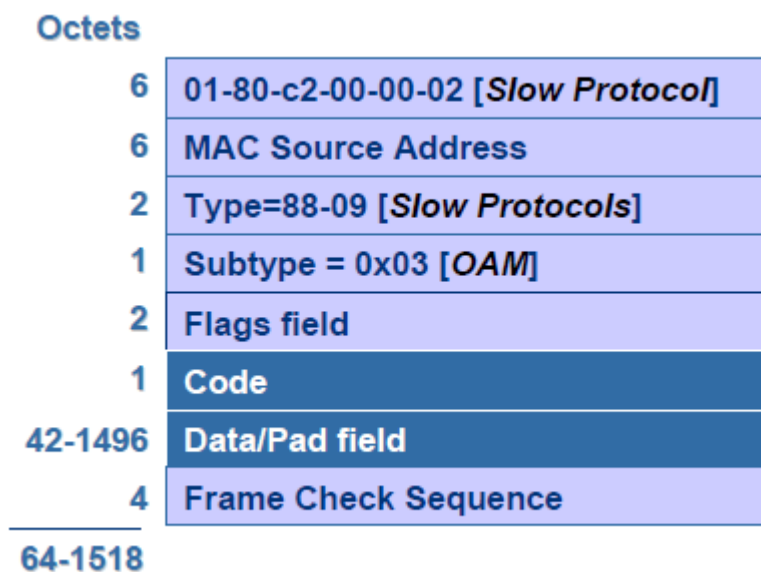 Octets
6 01-80-c2-00-00-02 [Slow Protocol]
6 MAC Source Address
2 Type=88-09 [Slow Protocols]
1 Subtype = 0x03 [OAM]
2 Flags field
1 Code
42-1496 Data/Pad field
4 Frame Check Sequence
64-1518